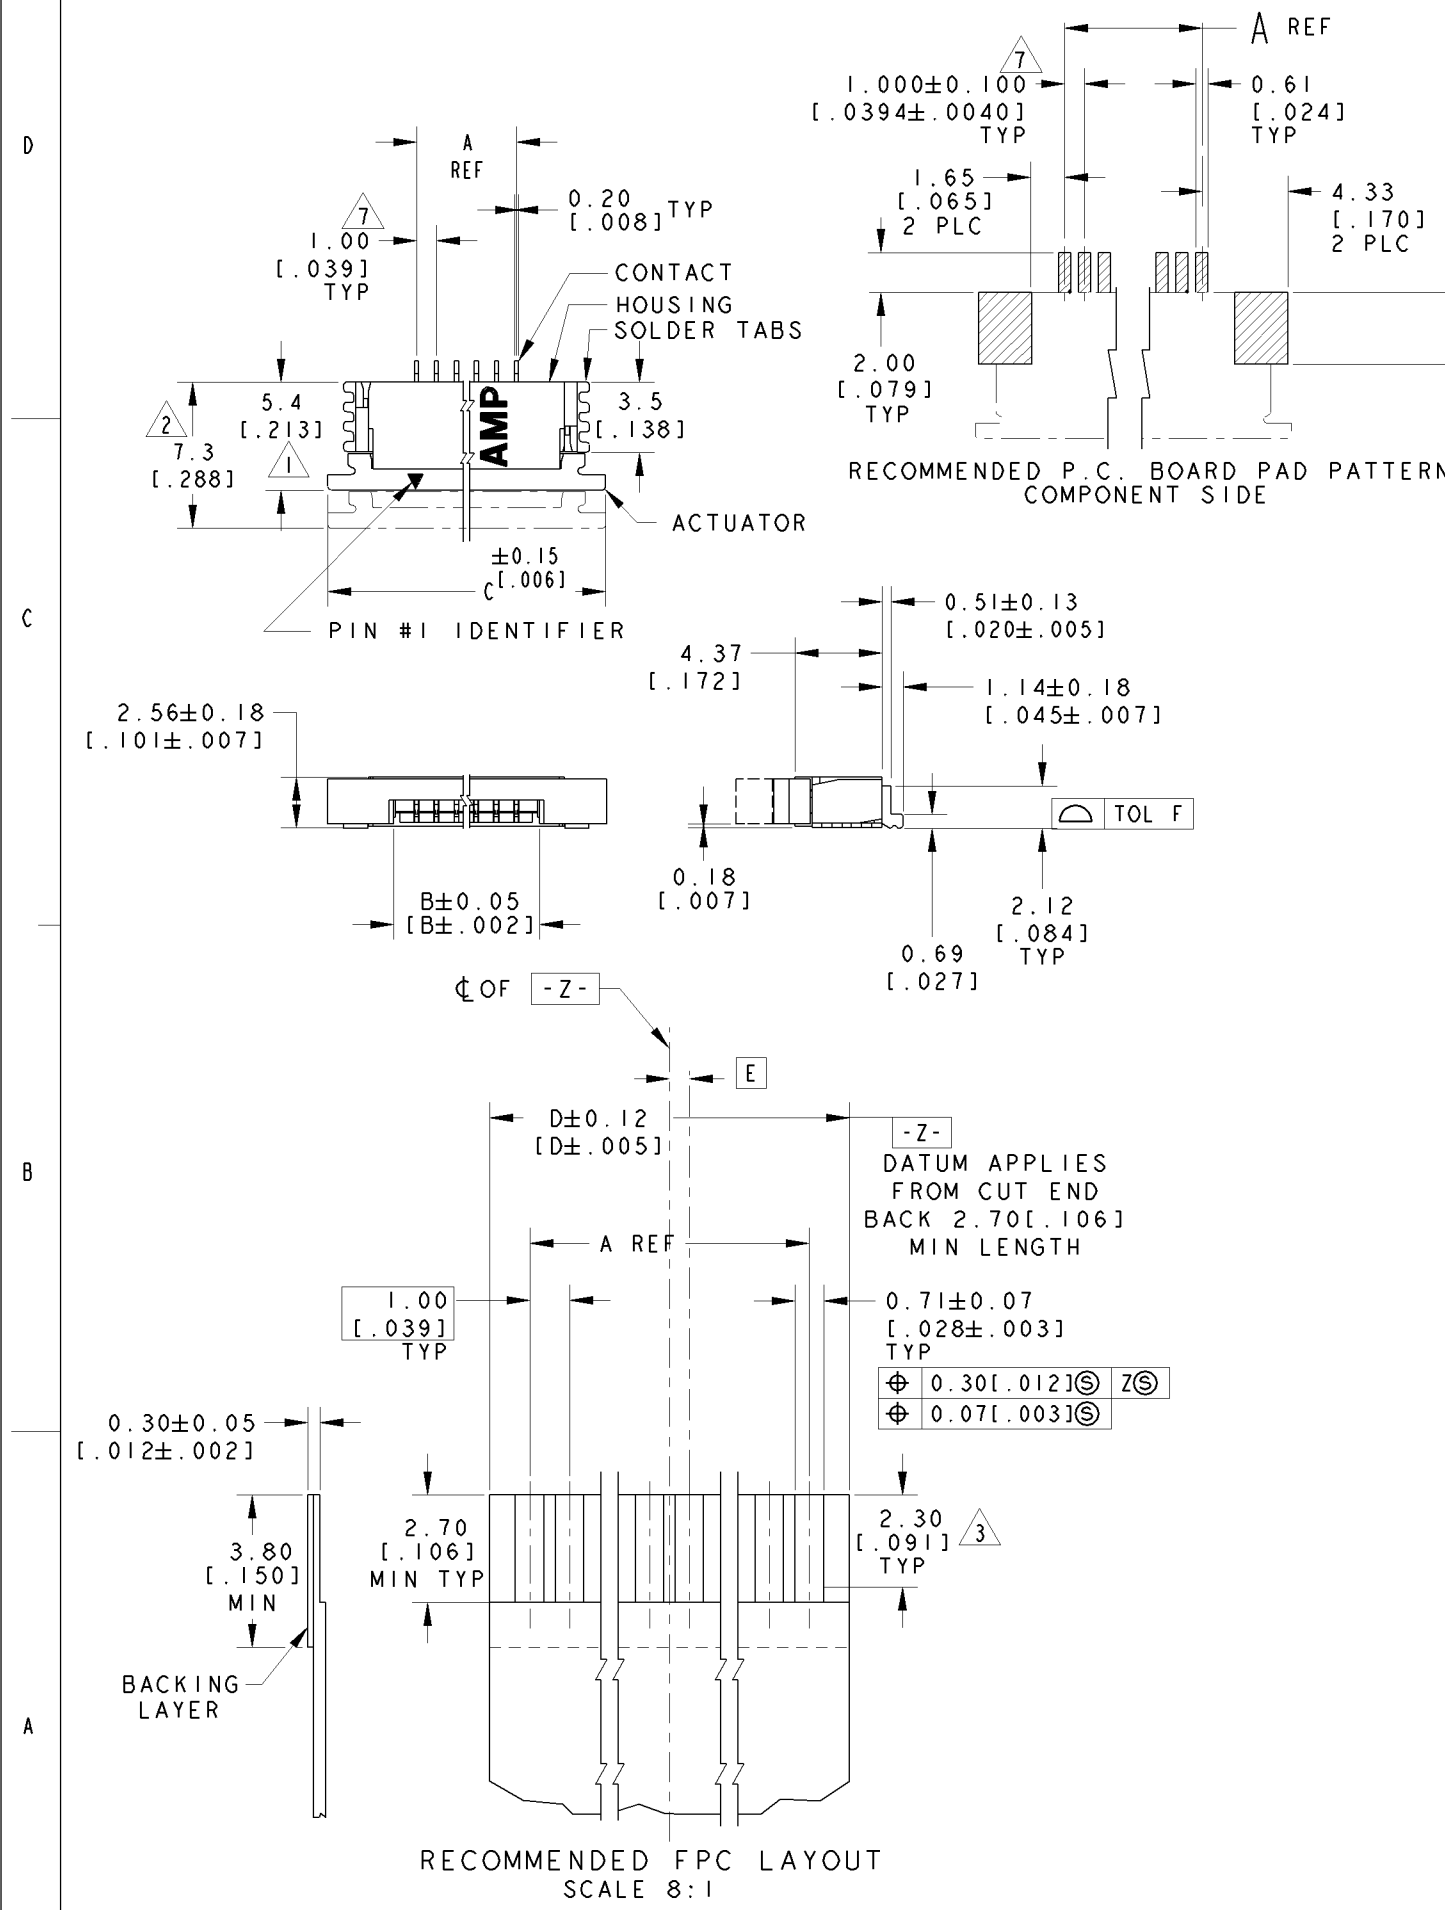 D
C
B
A
A
REF
7
1.00
[.039]
TYP
0.20
[.008] TYP
CONTACT
HOUSING
SOLDER TABS
5.4
[.213]
2
7.3
[.288]
1
AMP
3.5
[.138]
ACTUATOR
±0.15
[.006]
C
PIN #1 IDENTIFIER
A REF
7
1.000±0.100
[.0394±.0040]
TYP
0.61
[.024]
TYP
1.65
[.065]
2 PLC
4.33
[.170]
2 PLC
2.00
[.079]
TYP
RECOMMENDED P.C. BOARD PAD PATTERN
COMPONENT SIDE
2.56±0.18
[.101±.007]
B±0.05
[B±.002]
0.51±0.13
[.020±.005]
4.37
[.172]
1.14±0.18
[.045±.007]
TOL F
0.18
[.007]
2.12
[.084]
TYP
0.69
[.027]
℄ OF -Z-
E
D±0.12
[D±.005]
-Z-
DATUM APPLIES
FROM CUT END
BACK 2.70[.106]
MIN LENGTH
A REF
1.00
[.039]
TYP
0.71±0.07
[.028±.003]
TYP
⌖ 0.30[.012]Ⓢ ZⓈ
⌖ 0.07[.003]Ⓢ
0.30±0.05
[.012±.002]
3.80
[.150]
MIN
2.70
[.106]
MIN TYP
2.30
[.091]
TYP
3
BACKING
LAYER
RECOMMENDED FPC LAYOUT
SCALE 8:1